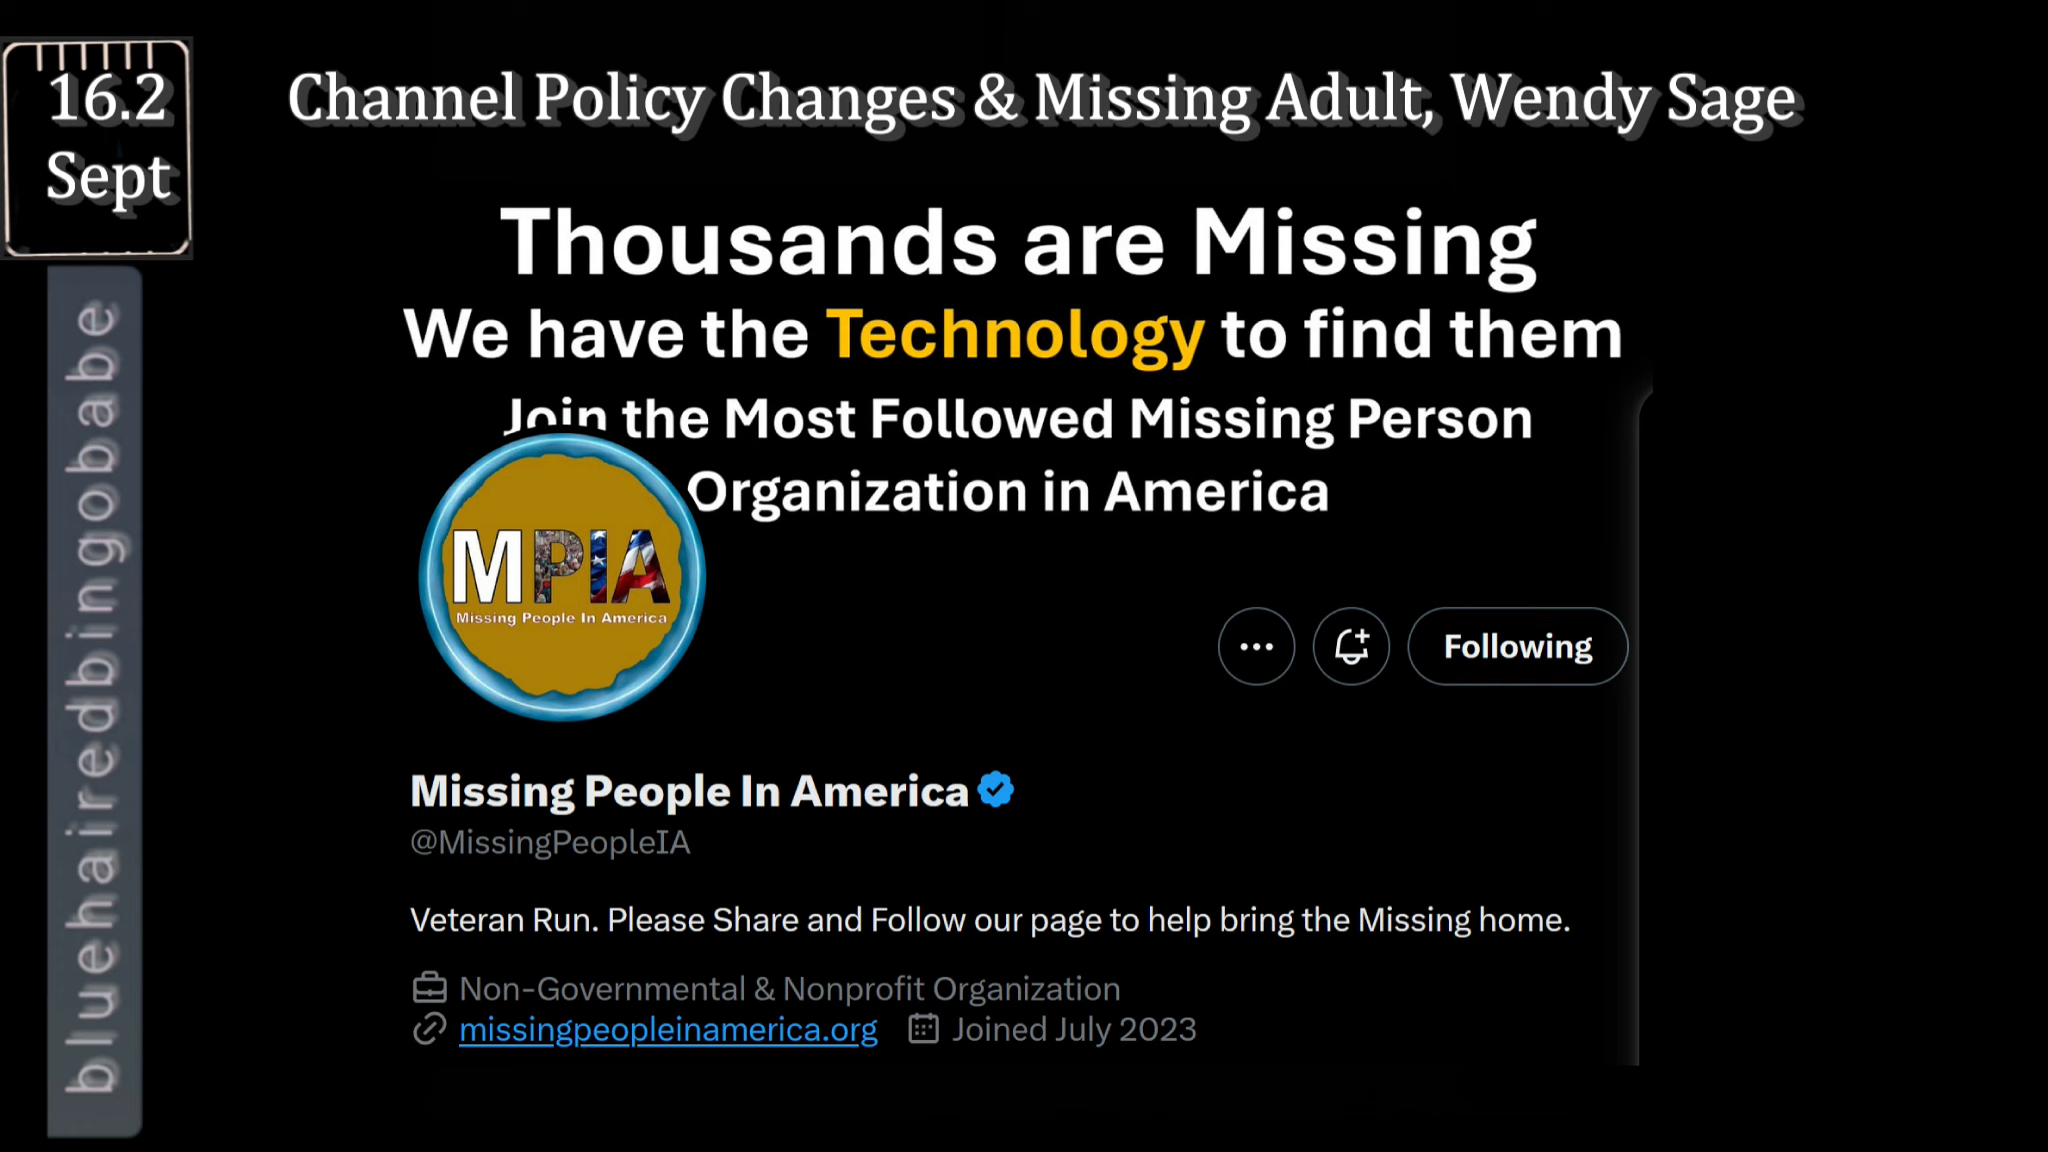 16.2
Sept
Channel Policy Changes & Missing Adult, Wendy Sage
bluehairedbingobabe
Thousands are Missing
We have the Technology to find them
Join the Most Followed Missing Person
Organization in America
MPIA
Missing People In America
Following
Missing People In America
@MissingPeopleIA
Veteran Run. Please Share and Follow our page to help bring the Missing home.
Non-Governmental & Nonprofit Organization
missingpeopleinamerica.org Joined July 2023